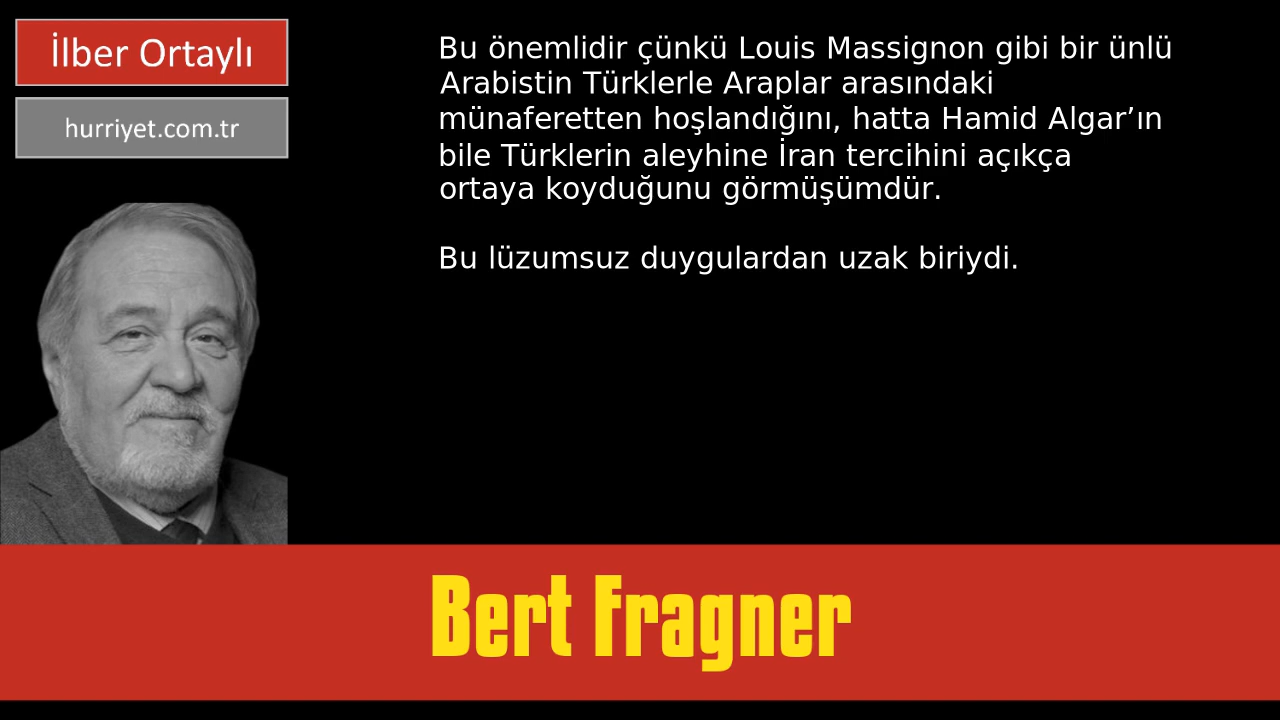 İlber Ortaylı
hurriyet.com.tr
Bu önemlidir çünkü Louis Massignon gibi bir ünlü
Arabistin Türklerle Araplar arasındaki
münaferetten hoşlandığını, hatta Hamid Algar’ın
bile Türklerin aleyhine İran tercihini açıkça
ortaya koyduğunu görmüşümdür.
Bu lüzumsuz duygulardan uzak biriydi.
Bert Fragner